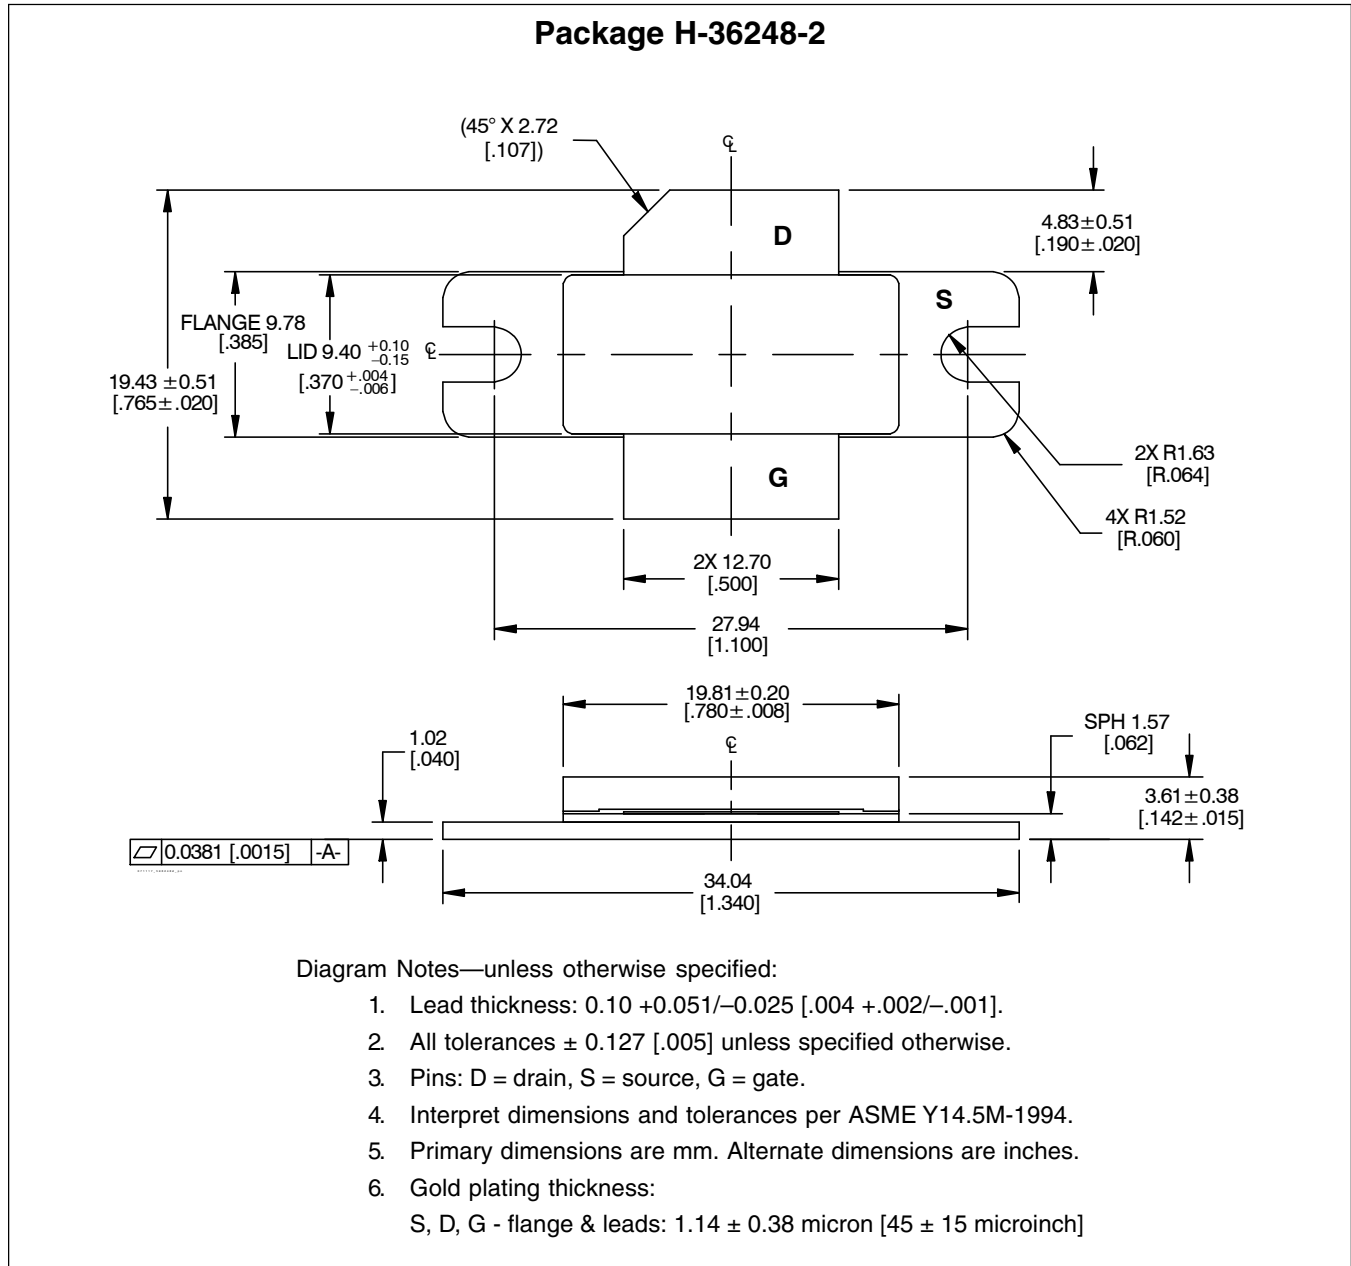 Package H-36248-2
(45° X 2.72
[.107])
℄
D
4.83±0.51
[.190±.020]
S
FLANGE 9.78
[.385]
LID 9.40 +0.10
–0.15
℄
[.370 +.004
–.006]
19.43 ±0.51
[.765±.020]
2X R1.63
[R.064]
G
4X R1.52
[R.060]
2X 12.70
[.500]
27.94
[1.100]
19.81±0.20
[.780±.008]
SPH 1.57
[.062]
1.02
[.040]
℄
3.61±0.38
[.142±.015]
0.0381 [.0015] -A-
34.04
[1.340]
Diagram Notes—unless otherwise specified:
1. Lead thickness: 0.10 +0.051/–0.025 [.004 +.002/–.001].
2. All tolerances ± 0.127 [.005] unless specified otherwise.
3. Pins: D = drain, S = source, G = gate.
4. Interpret dimensions and tolerances per ASME Y14.5M-1994.
5. Primary dimensions are mm. Alternate dimensions are inches.
6. Gold plating thickness:
S, D, G - flange & leads: 1.14 ± 0.38 micron [45 ± 15 microinch]